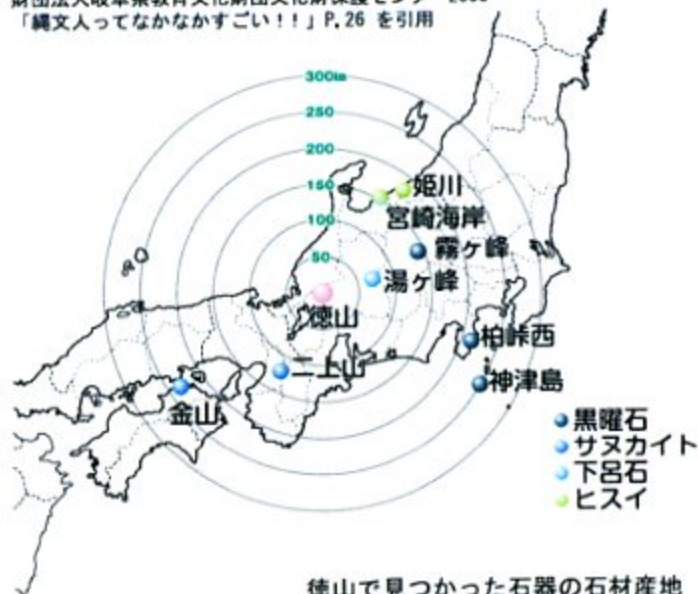 「縄文人ってなかなかすごい！！」P.26 を引用
300km
250
200
150
100
50
姫川
宮崎海岸
霧ヶ峰
湯ヶ峰
徳山
柏峠西
二上山
神津島
金山
黒曜石
サヌカイト
下呂石
ヒスイ
徳山で見つかった石器の石材産地